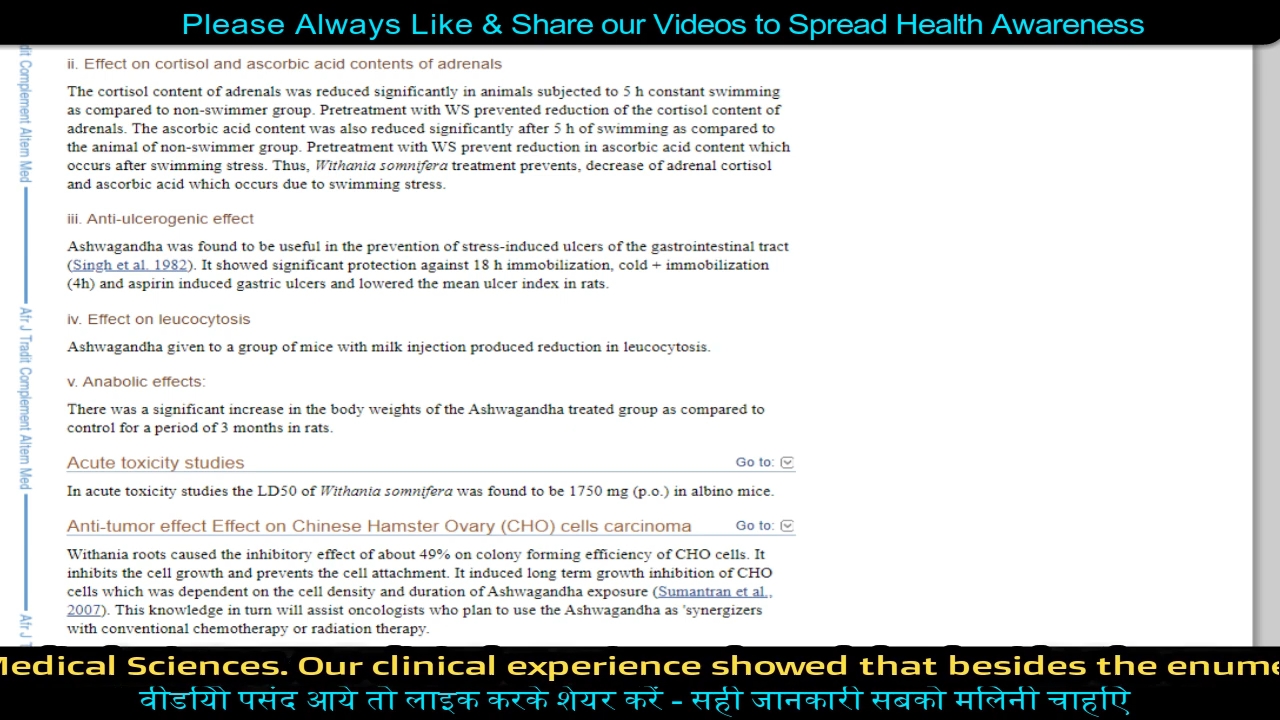 Please Always Like & Share our Videos to Spread Health Awareness
dit Complement Altern Med
Afr J Tradit Complement Altern Med
Afr J T
ii. Effect on cortisol and ascorbic acid contents of adrenals
The cortisol content of adrenals was reduced significantly in animals subjected to 5 h constant swimming
as compared to non-swimmer group. Pretreatment with WS prevented reduction of the cortisol content of
adrenals. The ascorbic acid content was also reduced significantly after 5 h of swimming as compared to
the animal of non-swimmer group. Pretreatment with WS prevent reduction in ascorbic acid content which
occurs after swimming stress. Thus, Withania somnifera treatment prevents, decrease of adrenal cortisol
and ascorbic acid which occurs due to swimming stress.
iii. Anti-ulcerogenic effect
Ashwagandha was found to be useful in the prevention of stress-induced ulcers of the gastrointestinal tract
(Singh et al. 1982). It showed significant protection against 18 h immobilization, cold + immobilization
(4h) and aspirin induced gastric ulcers and lowered the mean ulcer index in rats.
iv. Effect on leucocytosis
Ashwagandha given to a group of mice with milk injection produced reduction in leucocytosis.
v. Anabolic effects:
There was a significant increase in the body weights of the Ashwagandha treated group as compared to
control for a period of 3 months in rats.
Acute toxicity studies Go to:
In acute toxicity studies the LD50 of Withania somnifera was found to be 1750 mg (p.o.) in albino mice.
Anti-tumor effect Effect on Chinese Hamster Ovary (CHO) cells carcinoma Go to:
Withania roots caused the inhibitory effect of about 49% on colony forming efficiency of CHO cells. It
inhibits the cell growth and prevents the cell attachment. It induced long term growth inhibition of CHO
cells which was dependent on the cell density and duration of Ashwagandha exposure (Sumantran et al.,
2007). This knowledge in turn will assist oncologists who plan to use the Ashwagandha as 'synergizers
with conventional chemotherapy or radiation therapy.
Medical Sciences. Our clinical experience showed that besides the enume
वीडियो पसंद आये तो लाइक करके शेयर करें - सही जानकारी सबको मिलनी चाहिए